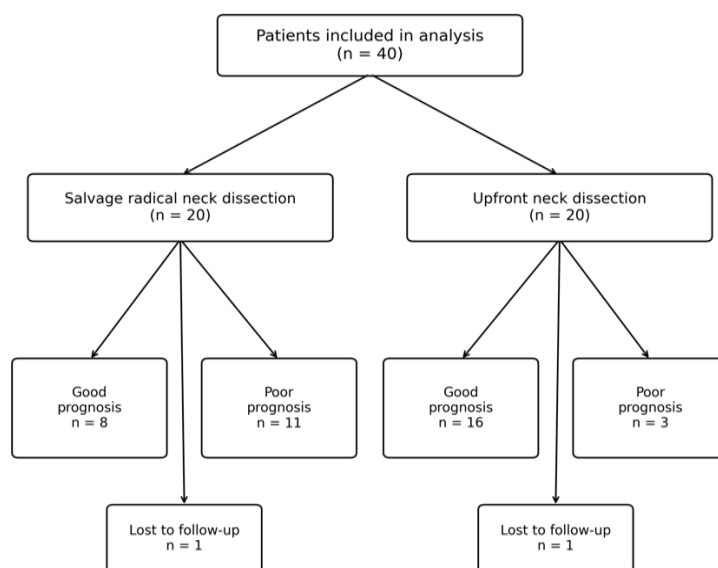 Patients included in analysis
(n = 40)
Salvage radical neck dissection
(n = 20)
Upfront neck dissection
(n = 20)
Good
prognosis
n = 8
Poor
prognosis
n = 11
Good
prognosis
n = 16
Poor
prognosis
n = 3
Lost to follow-up
n = 1
Lost to follow-up
n = 1